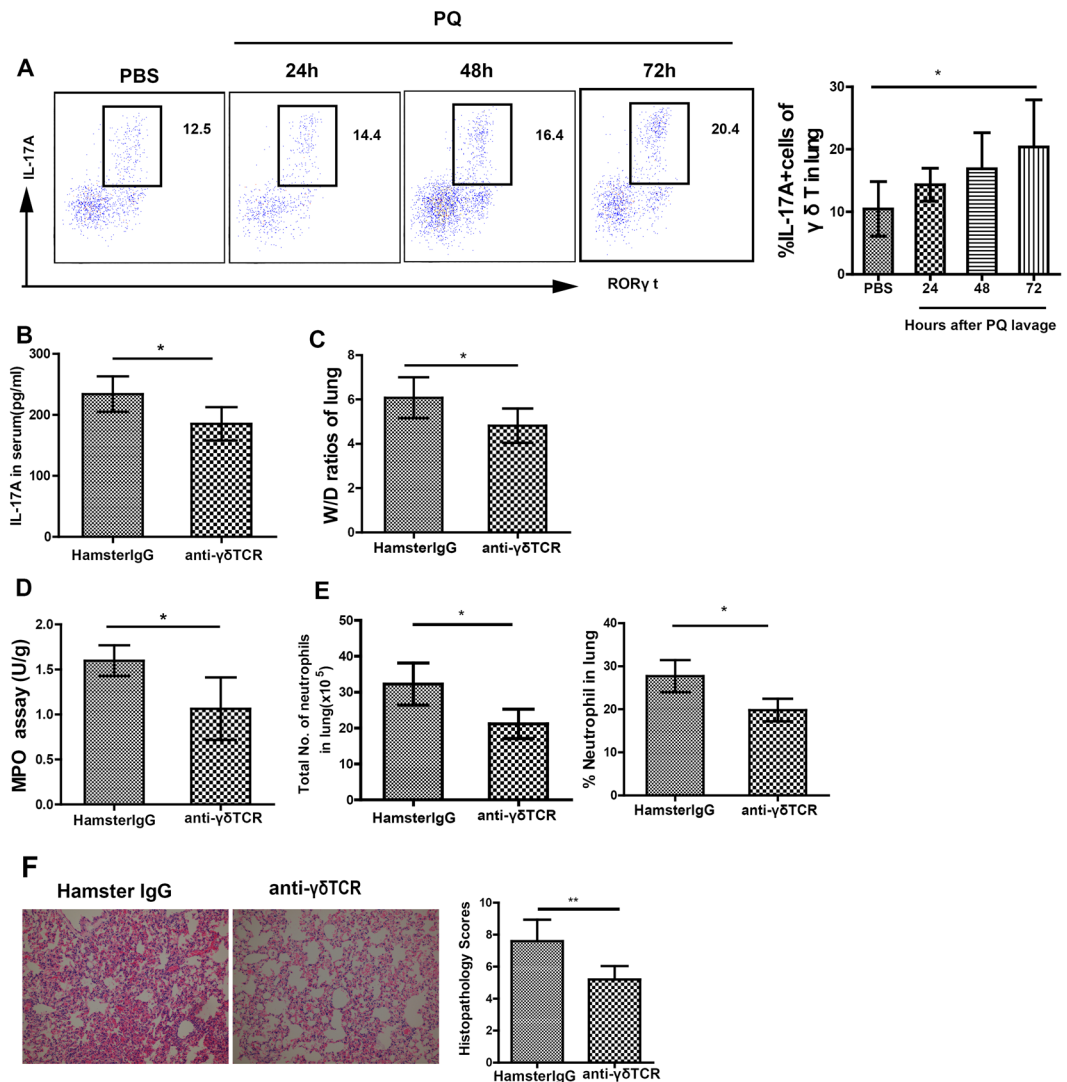 PQ
A
PBS
24h
48h
72h
IL-17A
12.5
14.4
16.4
20.4
RORγ t
%IL-17A+cells of
γ δ T in lung
30
20
10
0
*
PBS
24
48
72
Hours after PQ lavage
B
IL-17A in serum(pg/ml)
300
200
100
0
*
HamsterIgG
anti-γδTCR
C
W/D ratios of lung
8
6
4
2
0
*
HamsterIgG
anti-γδTCR
D
MPO assay (U/g)
2.0
1.5
1.0
0.5
0.0
*
HamsterIgG
anti-γδTCR
E
Total No. of neutrophils
in lung(x10⁵)
50
40
30
20
10
0
*
HamsterIgG
anti-γδTCR
% Neutrophil in lung
40
30
20
10
0
*
HamsterIgG
anti-γδTCR
F
Hamster IgG
anti-γδTCR
Histopathology Scores
10
8
6
4
2
0
**
HamsterIgG
anti-γδTCR